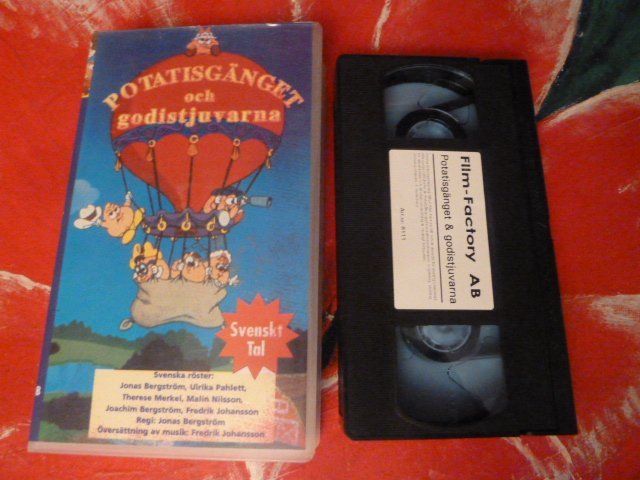 POTATISGÄNGET
och
godistjuvarna
Svenskt
Tal
Svenska röster:
Jonas Bergström, Ulrika Pahlett,
Therese Merkel, Malin Nilsson,
Joachim Bergström, Fredrik Johansson
Regi: Jonas Bergström
Översättning av musik: Fredrik Johansson
Film-Factory AB
Potatisgänget & godistjuvarna